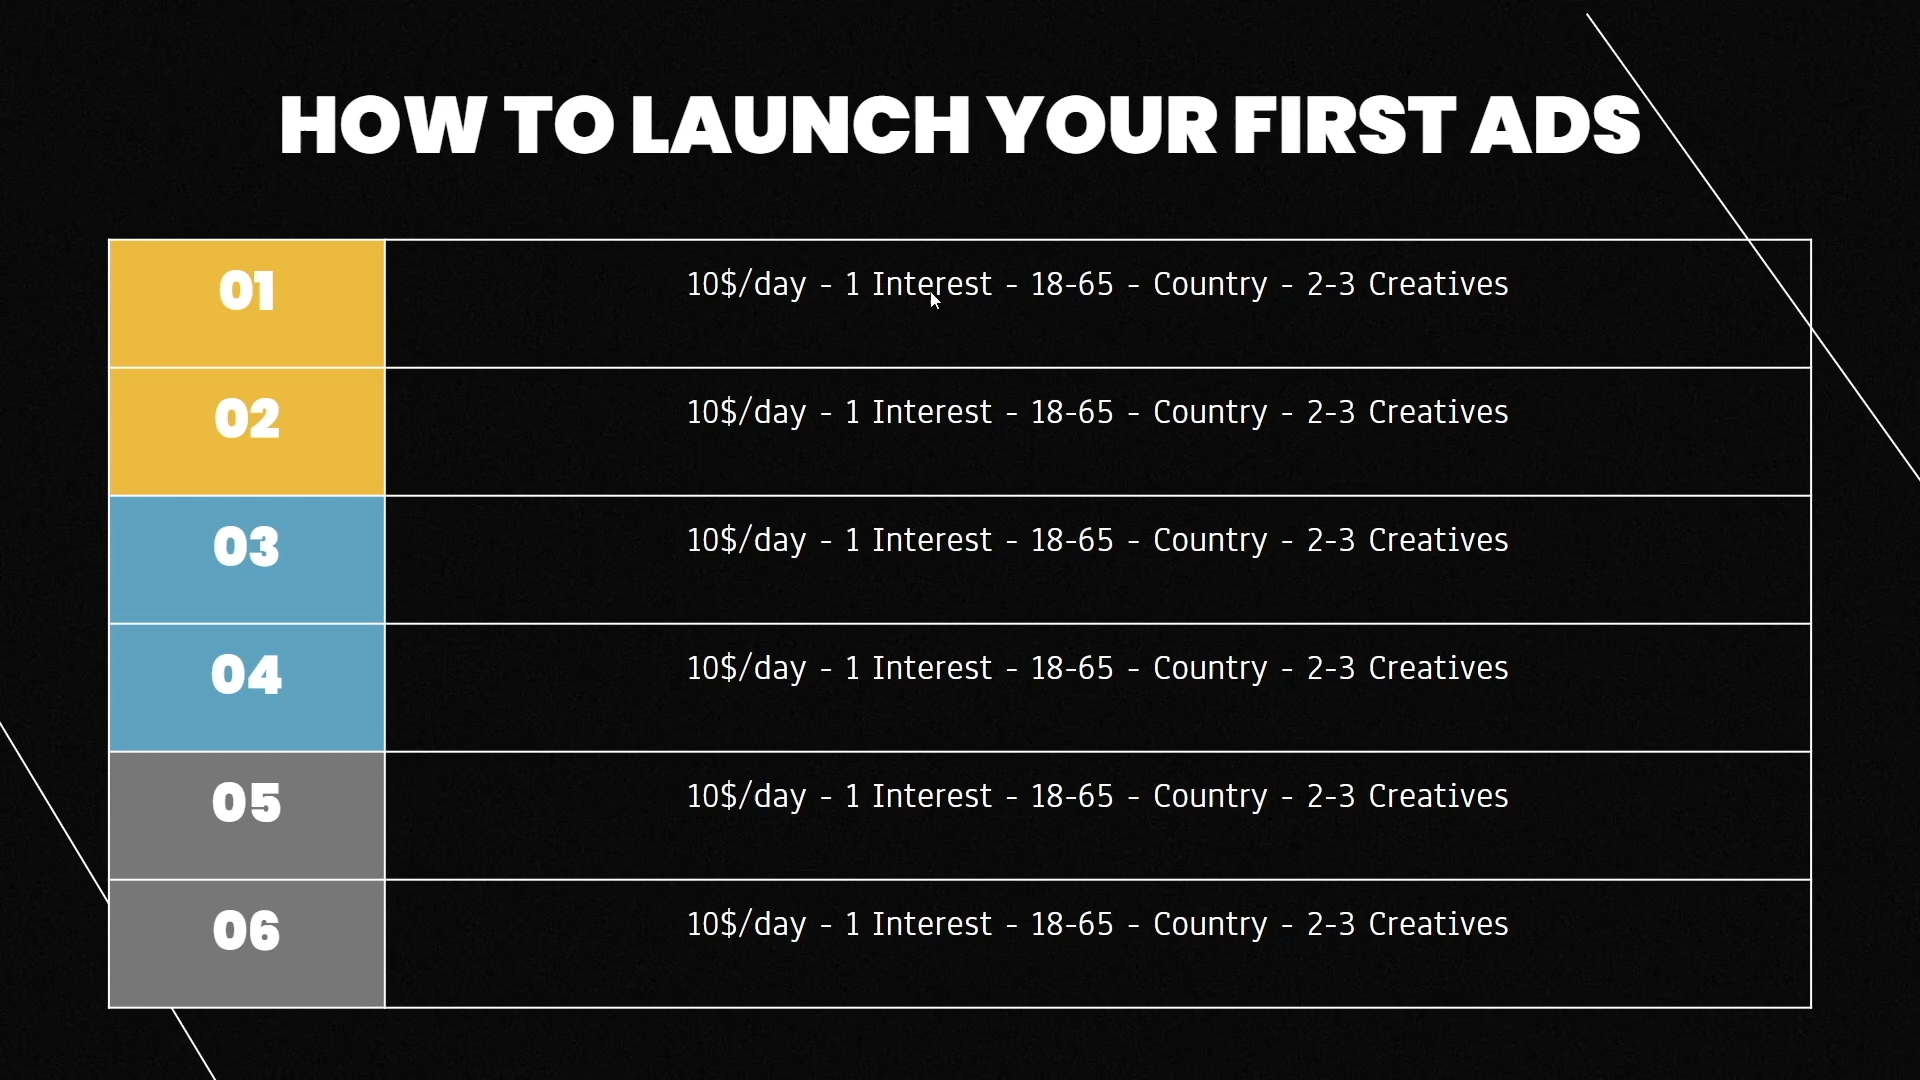 HOW TO LAUNCH YOUR FIRST ADS
01 10$/day - 1 Interest - 18-65 - Country - 2-3 Creatives
02 10$/day - 1 Interest - 18-65 - Country - 2-3 Creatives
03 10$/day - 1 Interest - 18-65 - Country - 2-3 Creatives
04 10$/day - 1 Interest - 18-65 - Country - 2-3 Creatives
05 10$/day - 1 Interest - 18-65 - Country - 2-3 Creatives
06 10$/day - 1 Interest - 18-65 - Country - 2-3 Creatives